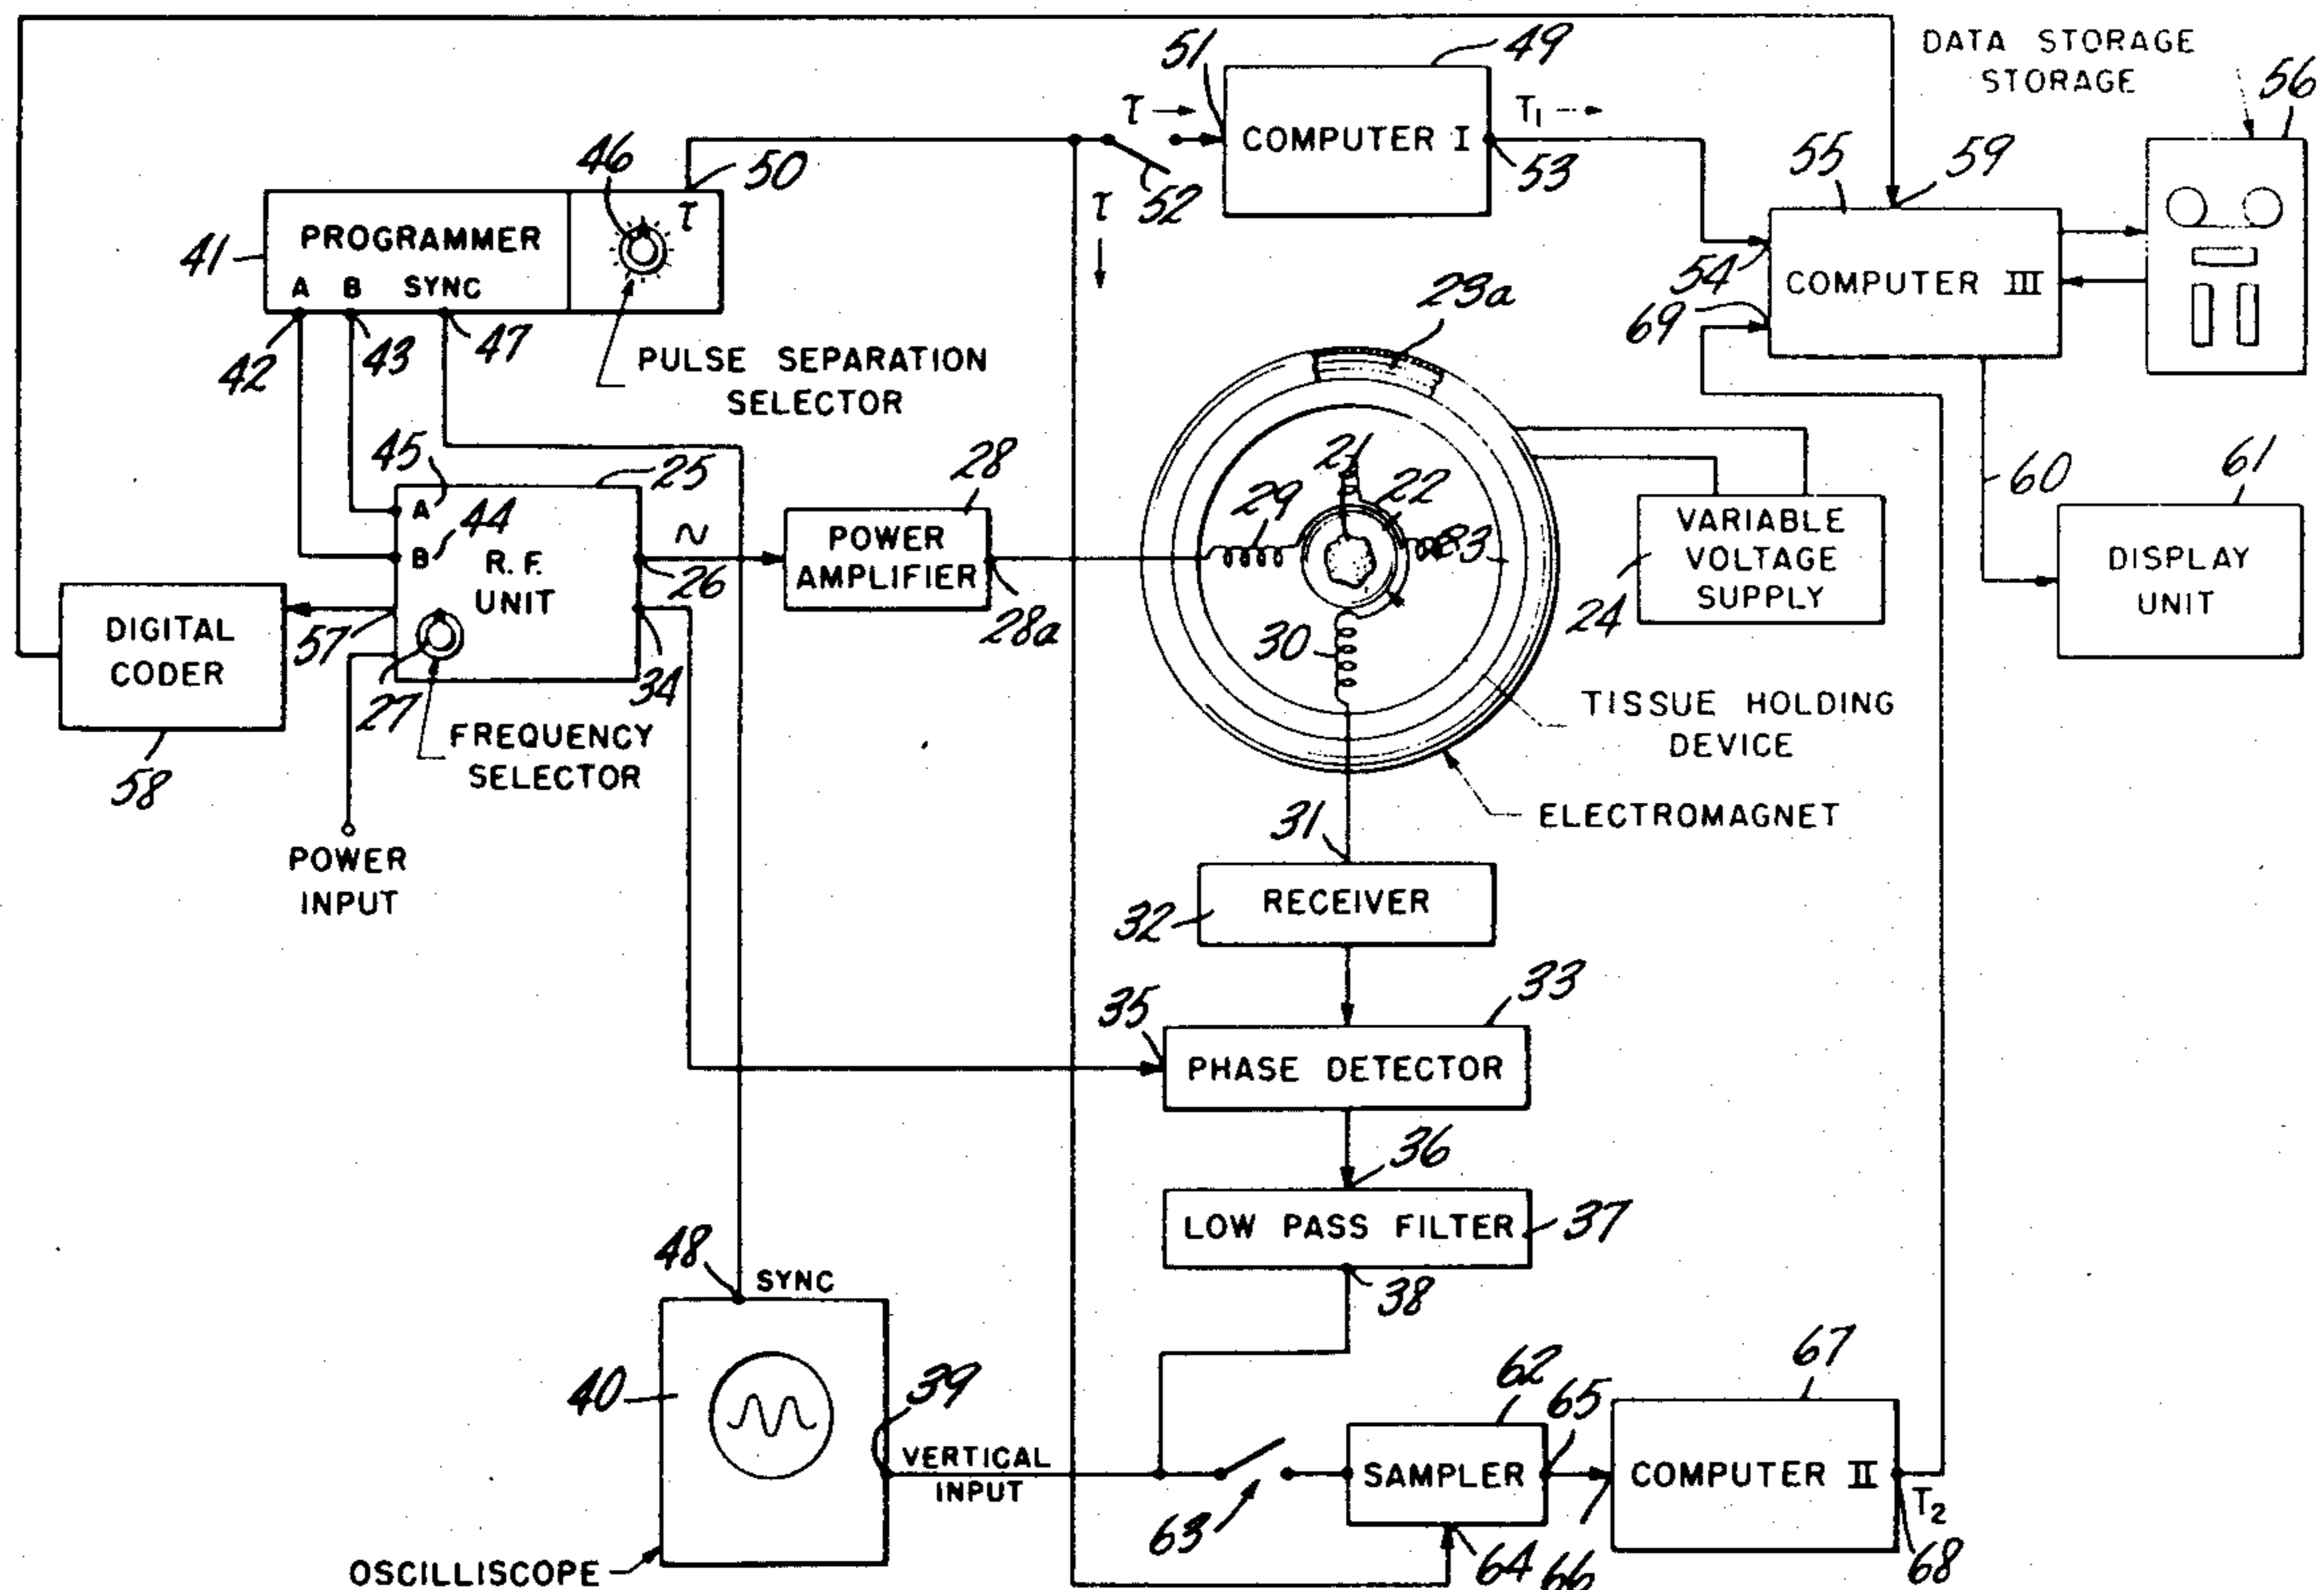 DATA STORAGE
STORAGE
56
49
51
τ
COMPUTER I
T1
53
52
τ
46
50
τ
PROGRAMMER
A B SYNC
41
42
43
47
PULSE SEPARATION
SELECTOR
55
59
54
COMPUTER III
69
60
61
DISPLAY
UNIT
23a
21
22
29
23
30
VARIABLE
VOLTAGE
SUPPLY
24
TISSUE HOLDING
DEVICE
ELECTROMAGNET
45
25
A
44
B
R. F.
UNIT
N
26
28
POWER
AMPLIFIER
28a
DIGITAL
CODER
57
27
34
58
FREQUENCY
SELECTOR
POWER
INPUT
31
RECEIVER
32
33
35
PHASE DETECTOR
36
LOW PASS FILTER
37
38
48
SYNC
40
39
VERTICAL
INPUT
OSCILLISCOPE
62
65
67
SAMPLER
COMPUTER II
T2
63
64
66
68